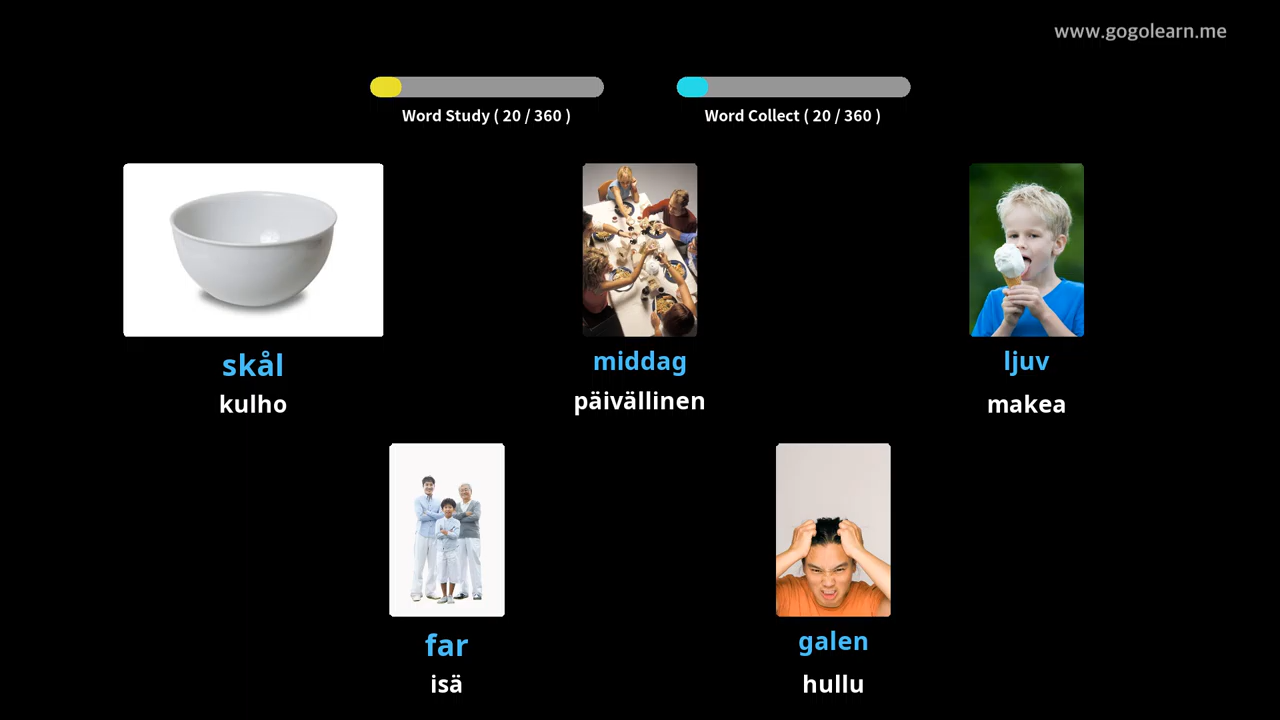 www.gogolearn.me
Word Study ( 20 / 360 )
Word Collect ( 20 / 360 )
skål
kulho
middag
päivällinen
ljuv
makea
far
isä
galen
hullu